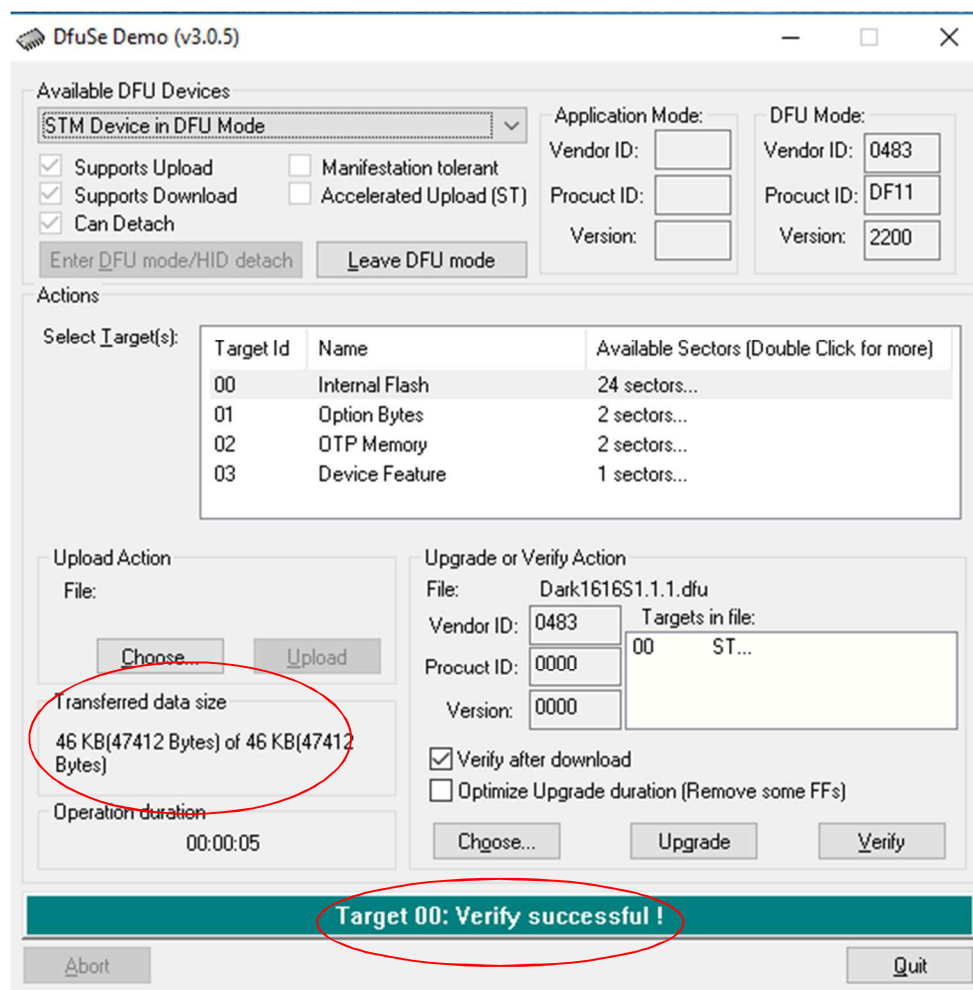 DfuSe Demo (v3.0.5)
Available DFU Devices
STM Device in DFU Mode
Supports Upload
Manifestation tolerant
Supports Download
Accelerated Upload (ST)
Can Detach
Enter DFU mode/HID detach
Leave DFU mode
Application Mode:
Vendor ID:
Procuct ID:
Version:
DFU Mode:
Vendor ID: 0483
Procuct ID: DF11
Version: 2200
Actions
Select Target(s):
Target Id Name Available Sectors (Double Click for more)
00 Internal Flash 24 sectors...
01 Option Bytes 2 sectors...
02 OTP Memory 2 sectors...
03 Device Feature 1 sectors...
Upload Action
File:
Choose... Upload
Transferred data size
46 KB(47412 Bytes) of 46 KB(47412
Bytes)
Operation duration
00:00:05
Upgrade or Verify Action
File: Dark1616S1.1.1.dfu
Vendor ID: 0483
Procuct ID: 0000
Version: 0000
Targets in file:
00 ST...
Verify after download
Optimize Upgrade duration (Remove some FFs)
Choose... Upgrade Verify
Target 00: Verify successful !
Abort Quit